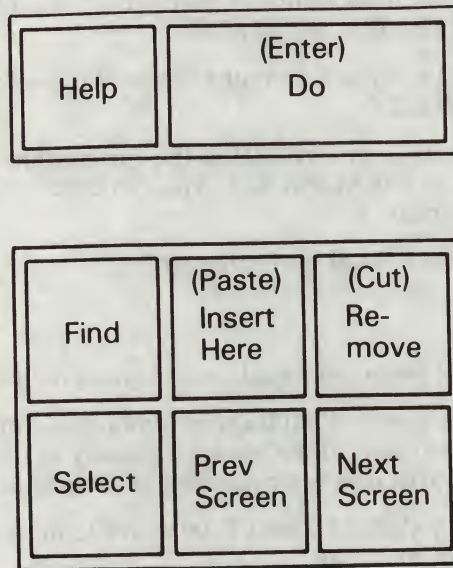 Help
(Enter)
Do
Find
(Paste)
Insert
Here
(Cut)
Re-
move
Select
Prev
Screen
Next
Screen